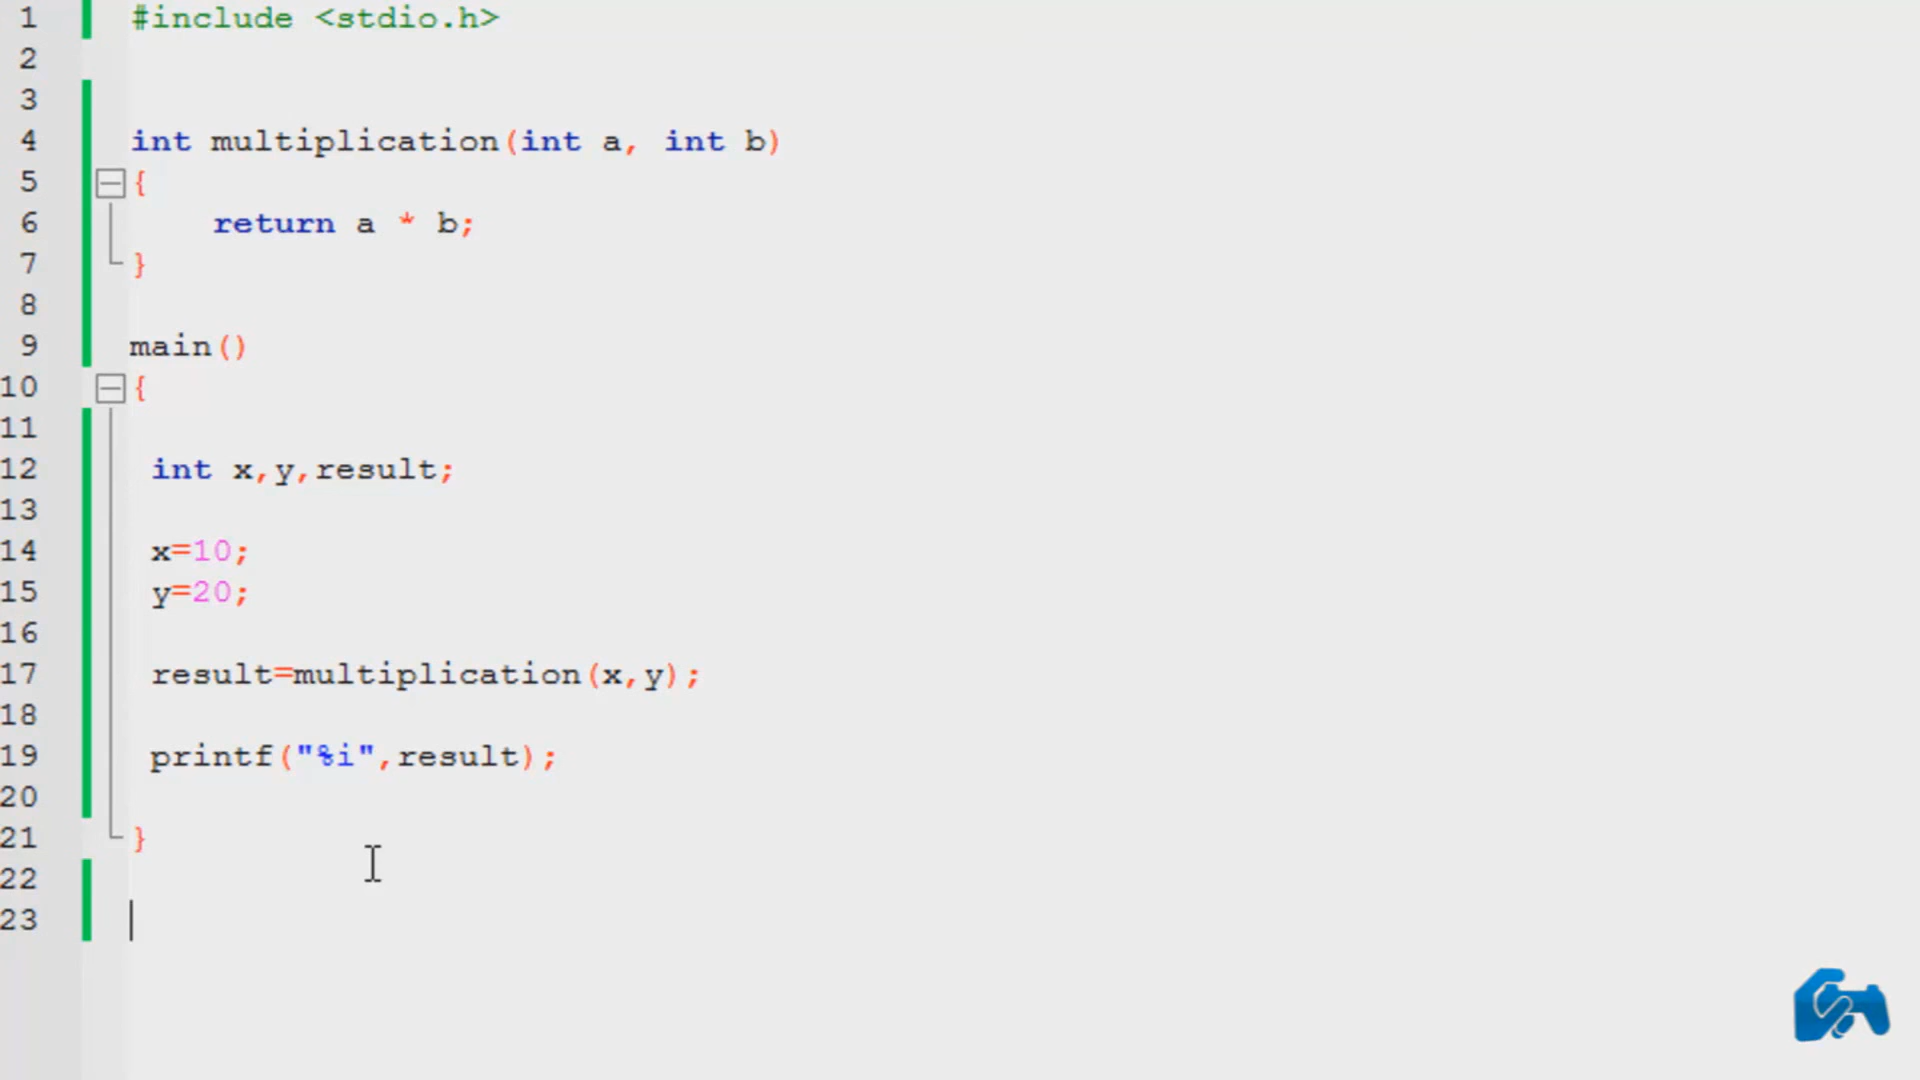 1 #include <stdio.h>
2
3
4 int multiplication(int a, int b)
5 {
6 return a * b;
7 }
8
9 main()
10 {
11
12 int x,y,result;
13
14 x=10;
15 y=20;
16
17 result=multiplication(x,y);
18
19 printf("%i",result);
20
21 }
22
23